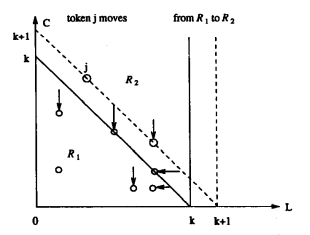 token j moves from R1 to R2
C
k+1
k
j
R2
R1
L
0 k k+1